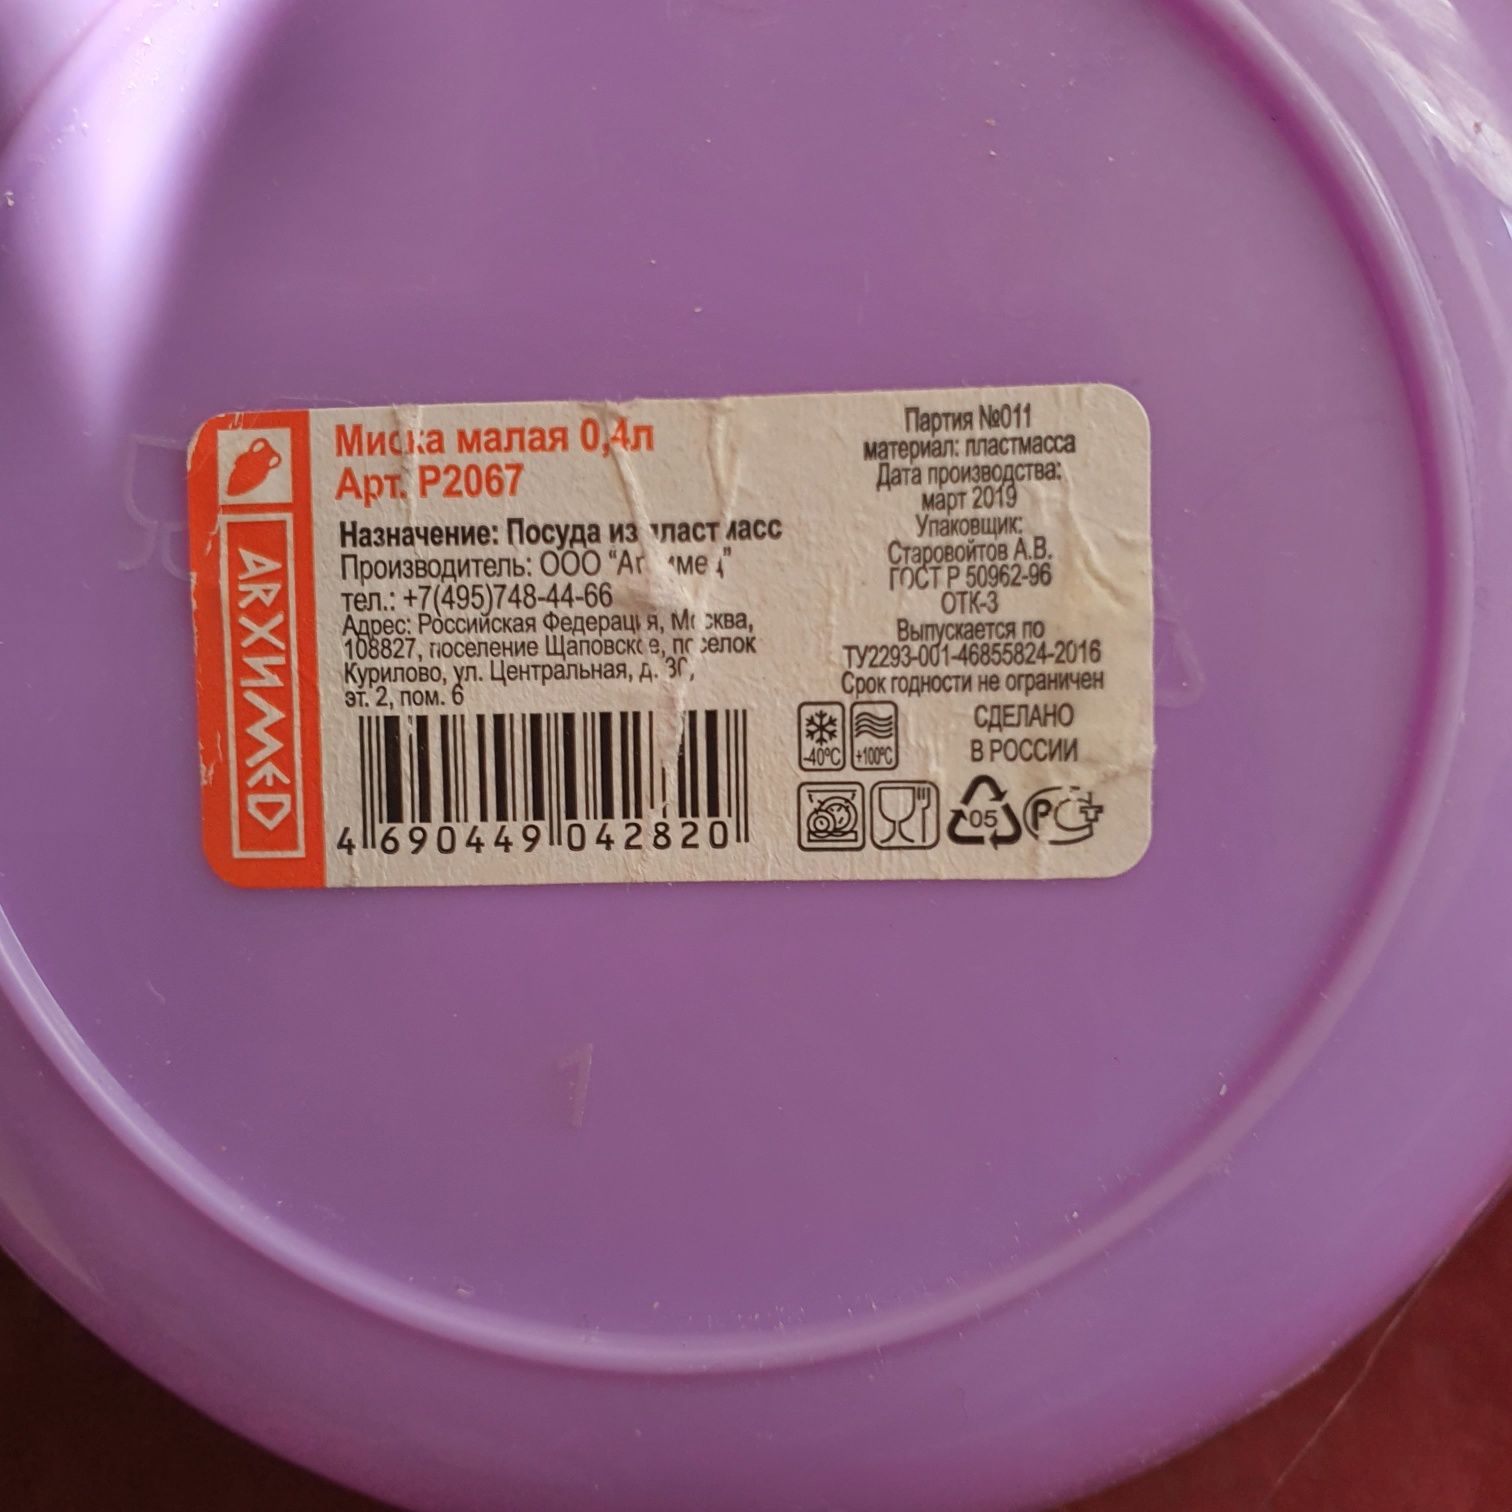 ARXИMED
Миска малая 0,4л
Арт. Р2067
Назначение: Посуда из пластмасс
Производитель: ООО
тел.: +7(495)748-44-66
Адрес: Российская Федерация, Москва,
108827, поселение Щаповское, поселок
Курилово, ул. Центральная, д. 30,
эт. 2, пом. 6
4 690449 042820
Партия №011
материал: пластмасса
Дата производства:
март 2019
Упаковщик:
Старовойтов А.В.
ГОСТ Р 50962-96
ОТК-3
Выпускается по
ТУ2293-001-46855824-2016
Срок годности не ограничен
-40°C +100°C
СДЕЛАНО
В РОССИИ
05
РСТ
1